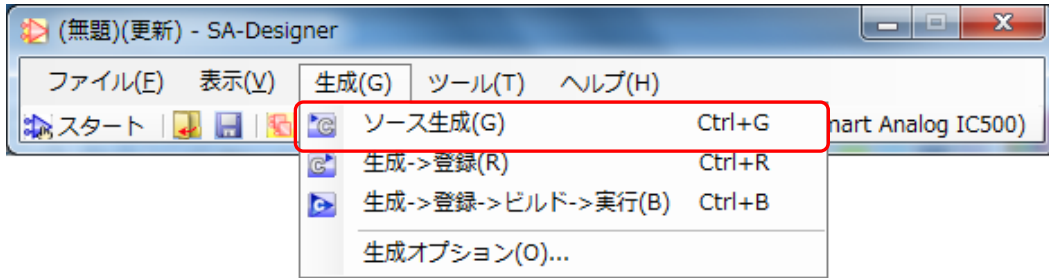 (無題)(更新) - SA-Designer
ファイル(F) 表示(V) 生成(G) ツール(T) ヘルプ(H)
スタート
ソース生成(G) Ctrl+G
mart Analog IC500)
生成->登録(R) Ctrl+R
生成->登録->ビルド->実行(B) Ctrl+B
生成オプション(O)...